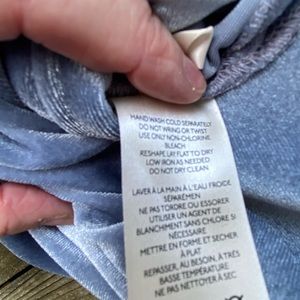 HAND WASH COLD SEPARATELY
DO NOT WRING OR TWIST
USE ONLY NON-CHLORINE
BLEACH
RESHAPE LAY FLAT TO DRY
LOW IRON AS NEEDED
DO NOT DRY CLEAN
LAVER À LA MAIN À L'EAU FROIDE
SÉPARÉMENT
NE PAS TORDRE OU ESSORER
UTILISER UN AGENT DE
BLANCHIMENT SANS CHLORE SI
NÉCESSAIRE
METTRE EN FORME ET SÉCHER
À PLAT
REPASSER, AU BESOIN, À TRÈS
BASSE TEMPÉRATURE
NE PAS NETTOYER À SEC